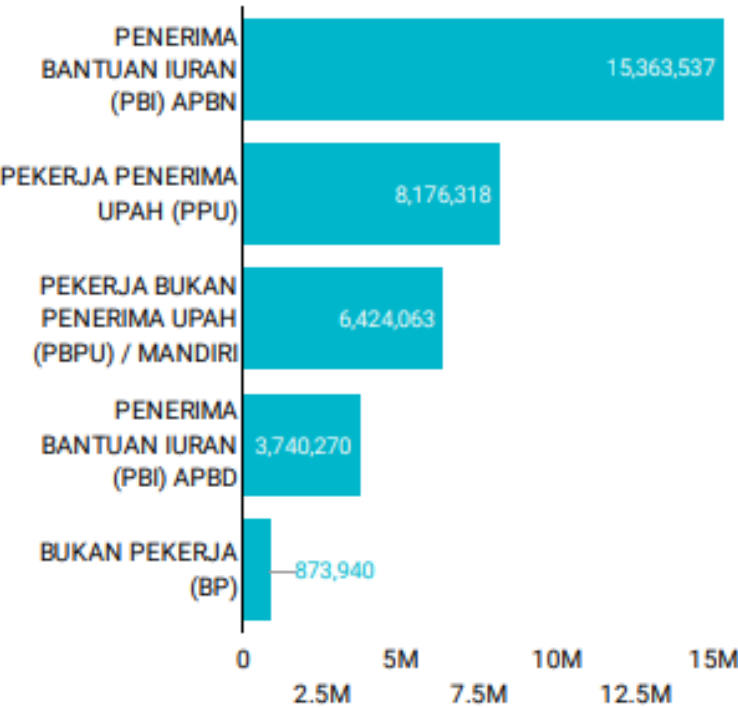 PENERIMA
BANTUAN IURAN
(PBI) APBN
15,363,537
PEKERJA PENERIMA
UPAH (PPU)
8,176,318
PEKERJA BUKAN
PENERIMA UPAH
(PBPU) / MANDIRI
6,424,063
PENERIMA
BANTUAN IURAN
(PBI) APBD
3,740,270
BUKAN PEKERJA
(BP)
873,940
0 5M 10M 15M
2.5M 7.5M 12.5M